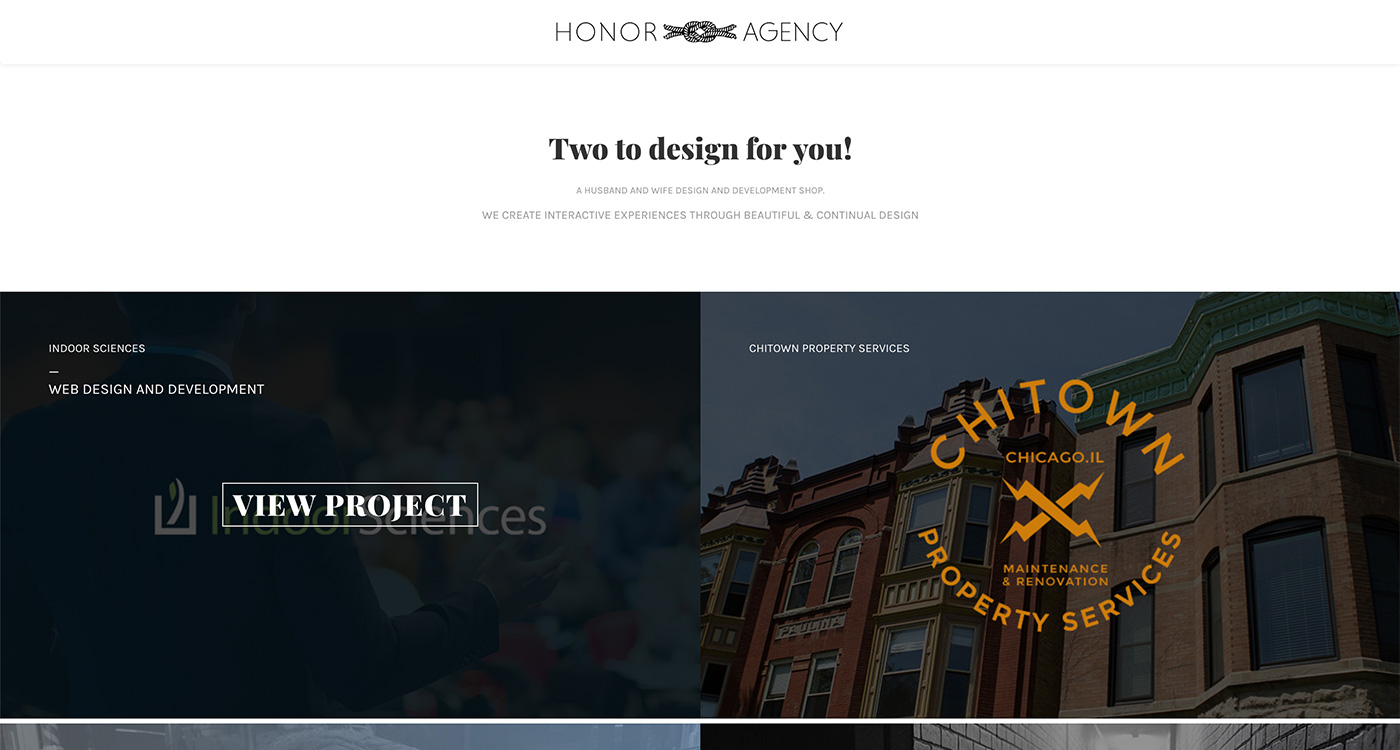 HONOR AGENCY
Two to design for you!
A HUSBAND AND WIFE DESIGN AND DEVELOPMENT SHOP.
WE CREATE INTERACTIVE EXPERIENCES THROUGH BEAUTIFUL & CONTINUAL DESIGN
INDOOR SCIENCES
—
WEB DESIGN AND DEVELOPMENT
VIEW PROJECT
IndoorSciences
CHITOWN PROPERTY SERVICES
CHITOWN
CHICAGO.IL
MAINTENANCE
& RENOVATION
PROPERTY SERVICES
PAULINA